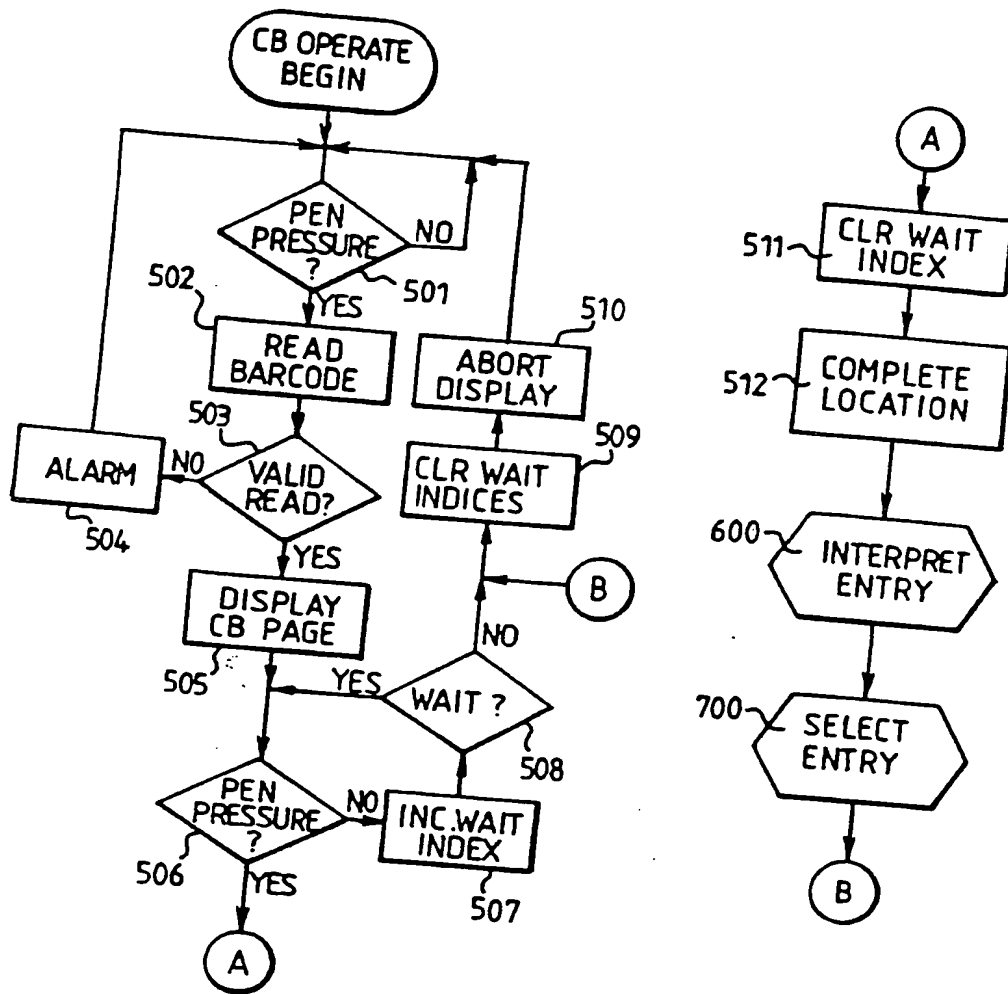 CB OPERATE
BEGIN
PEN
PRESSURE
?
NO
501
YES
502
READ
BARCODE
503
VALID
READ?
NO
ALARM
504
YES
DISPLAY
CB PAGE
505
PEN
PRESSURE
?
506
NO
YES
A
INC.WAIT
INDEX
507
WAIT ?
508
YES
NO
B
CLR WAIT
INDICES
509
ABORT
DISPLAY
510
A
CLR WAIT
INDEX
511
COMPLETE
LOCATION
512
600
INTERPRET
ENTRY
700
SELECT
ENTRY
B